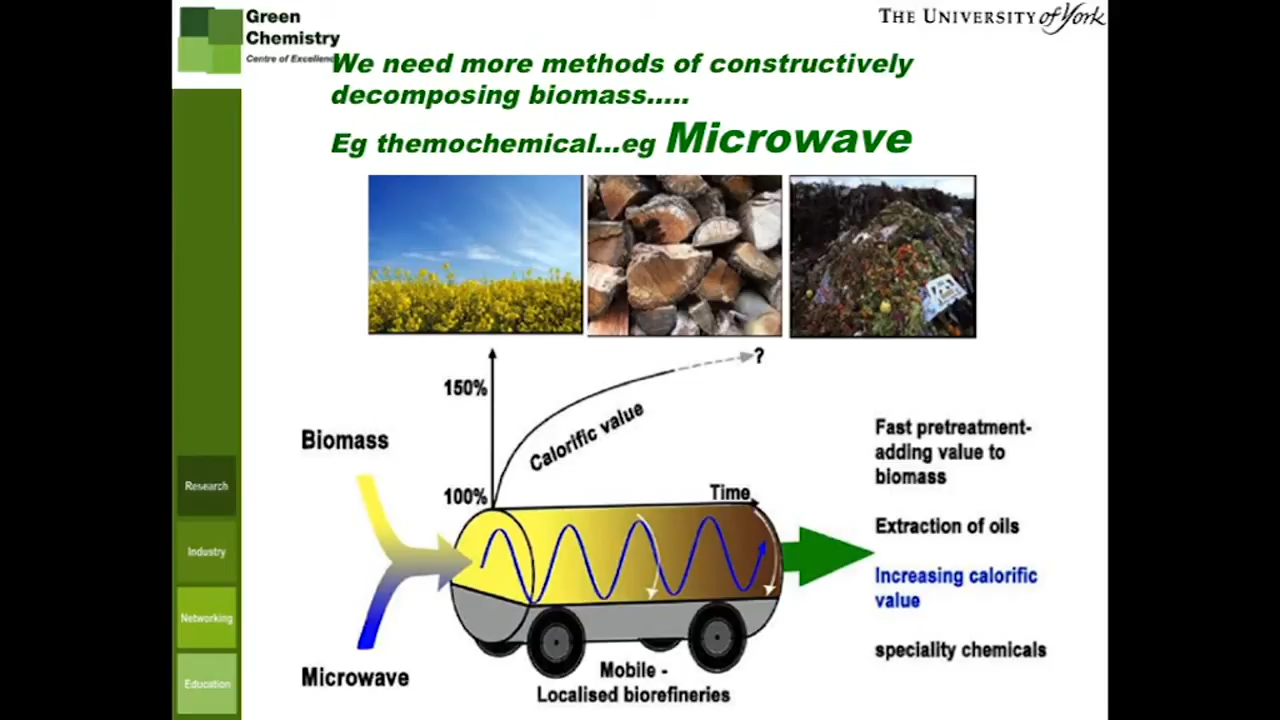 Green
Chemistry
Centre of Excellence
THE UNIVERSITY of York
We need more methods of constructively
decomposing biomass.....
Eg themochemical...eg Microwave
150%
?
Calorific value
Biomass
100%
Time
Fast pretreatment-
adding value to
biomass
Extraction of oils
Increasing calorific
value
speciality chemicals
Research
Industry
Networking
Education
Microwave
Mobile -
Localised biorefineries